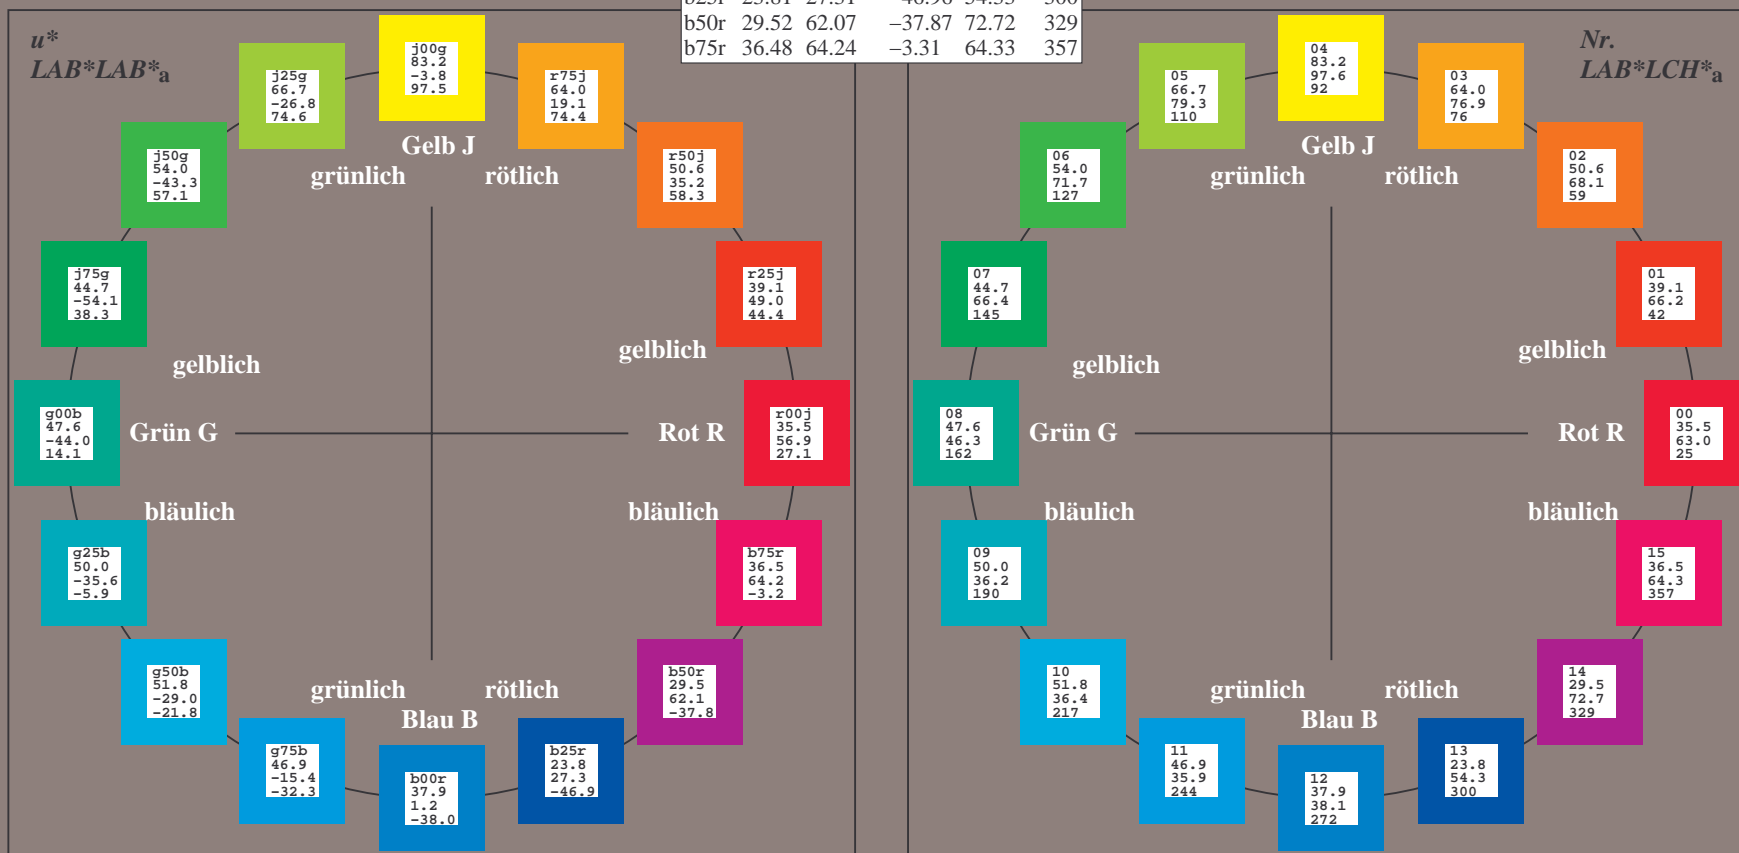 b25r 23.81 27.31 −46.96 54.33 300
b50r 29.52 62.07 −37.87 72.72 329
b75r 36.48 64.24 −3.31 64.33 357
u*
LAB*LAB*a
j00g
83.2
-3.8
97.5
j25g
66.7
-26.8
74.6
r75j
64.0
19.1
74.4
Gelb J
grünlich rötlich
j50g
54.0
-43.3
57.1
r50j
50.6
35.2
58.3
j75g
44.7
-54.1
38.3
r25j
39.1
49.0
44.4
gelblich
gelblich
g00b
47.6
-44.0
14.1
Grün G
Rot R
r00j
35.5
56.9
27.1
bläulich
bläulich
g25b
50.0
-35.6
-5.9
b75r
36.5
64.2
-3.2
g50b
51.8
-29.0
-21.8
b50r
29.5
62.1
-37.8
grünlich rötlich
Blau B
g75b
46.9
-15.4
-32.3
b00r
37.9
1.2
-38.0
b25r
23.8
27.3
-46.9
Nr.
LAB*LCH*a
04
83.2
97.6
92
05
66.7
79.3
110
03
64.0
76.9
76
Gelb J
grünlich rötlich
06
54.0
71.7
127
02
50.6
68.1
59
07
44.7
66.4
145
01
39.1
66.2
42
gelblich
gelblich
08
47.6
46.3
162
Grün G
Rot R
00
35.5
63.0
25
bläulich
bläulich
09
50.0
36.2
190
15
36.5
64.3
357
10
51.8
36.4
217
14
29.5
72.7
329
grünlich rötlich
Blau B
11
46.9
35.9
244
12
37.9
38.1
272
13
23.8
54.3
300